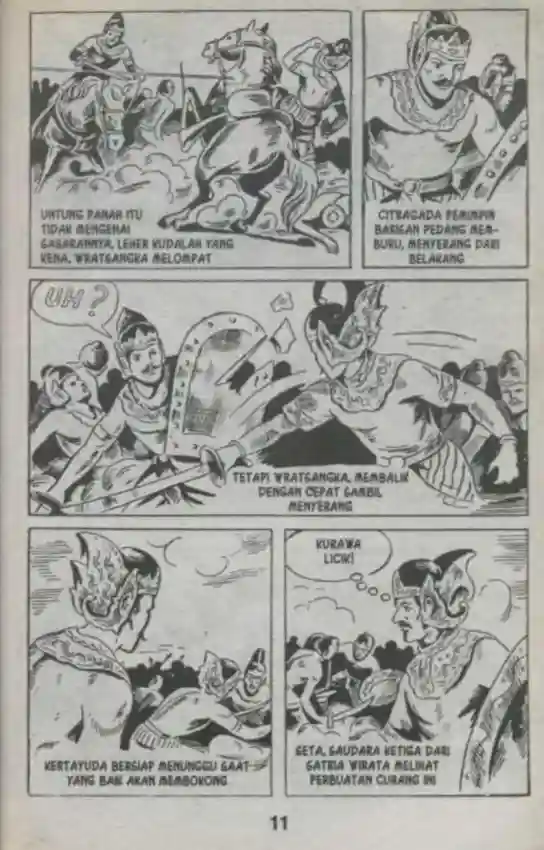 UNTUNG PANAH ITU
TIDAK MENGENAI
SASARANNYA, LEHER KUDALAH YANG
KENA. WRATSANGKA MELOMPAT
CITRAGADA PEMIMPIN
BARISAN PEDANG MEM-
BURU, MENYERANG DARI
BELAKANG
UH ?
TETAPI WRATSANGKA, MEMBALIK
DENGAN CEPAT SAMBIL
MENYERANG
KERTAYUDA BERSIAP MENUNGGU SAAT
YANG BAIK AKAN MEMBOKONG
KURAWA
LICIK!
SETA, SAUDARA KETIGA DARI
SATRIA WIRATA MELIHAT
PERBUATAN CURANG INI
11